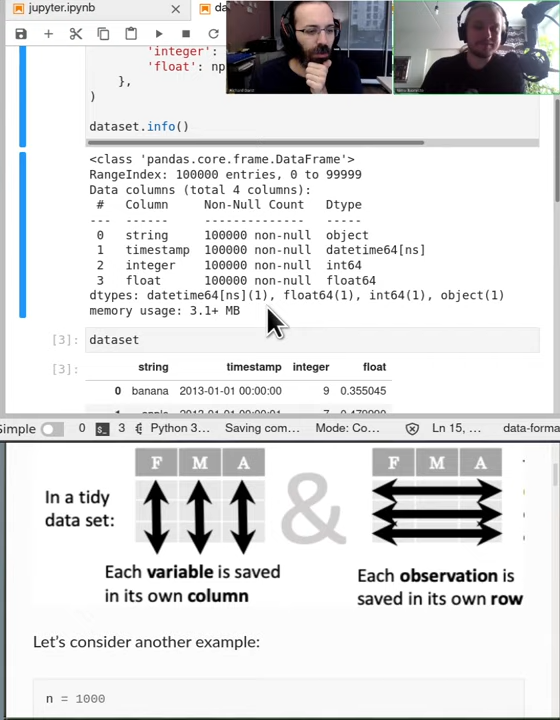 jupyter.ipynb
da
'integer':
'float': np
},
)
dataset.info()
<class 'pandas.core.frame.DataFrame'>
RangeIndex: 100000 entries, 0 to 99999
Data columns (total 4 columns):
# Column Non-Null Count Dtype
--- ------ -------------- -----
0 string 100000 non-null object
1 timestamp 100000 non-null datetime64[ns]
2 integer 100000 non-null int64
3 float 100000 non-null float64
dtypes: datetime64[ns](1), float64(1), int64(1), object(1)
memory usage: 3.1+ MB
[3]: dataset
[3]: string timestamp integer float
0 banana 2013-01-01 00:00:00 9 0.355045
Simple 0 3 Python 3… Saving com… Mode: Co… Ln 15, … data-forma
F M A & F M A
In a tidy
data set:
Each variable is saved
in its own column
Each observation is
saved in its own row
Let's consider another example:
n = 1000